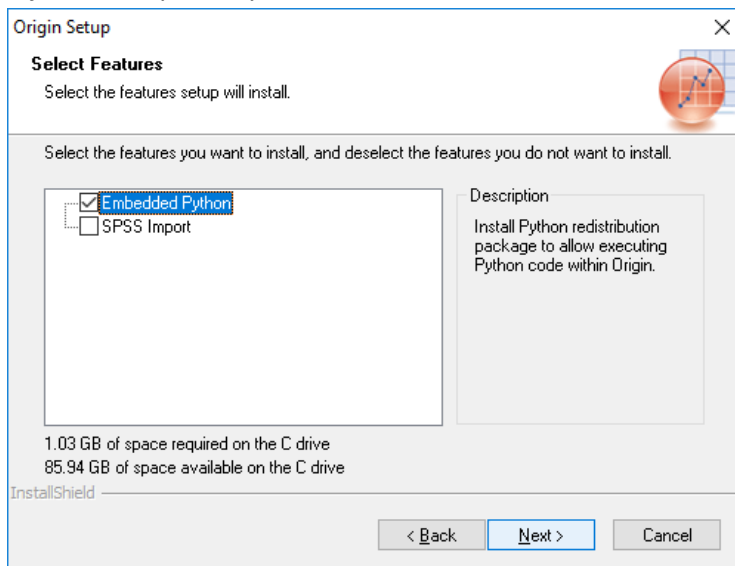 Origin Setup
Select Features
Select the features setup will install.
Select the features you want to install, and deselect the features you do not want to install.
Embedded Python
SPSS Import
Description
Install Python redistribution
package to allow executing
Python code within Origin.
1.03 GB of space required on the C drive
85.94 GB of space available on the C drive
InstallShield
< Back
Next >
Cancel